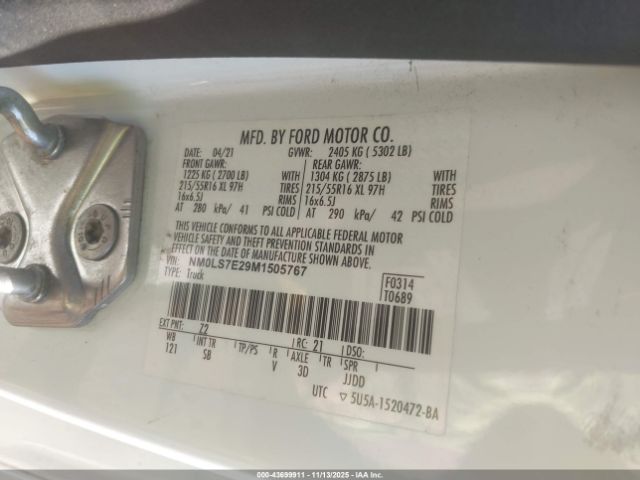 MFD. BY FORD MOTOR CO.
DATE: 04/21 GVWR: 2405 KG ( 5302 LB)
FRONT GAWR: REAR GAWR:
1225 KG ( 2700 LB) WITH 1304 KG ( 2875 LB) WITH
215/55R16 XL 97H TIRES 215/55R16 XL 97H TIRES
16x6.5J RIMS 16x6.5J RIMS
AT 280 kPa/ 41 PSI COLD AT 290 kPa/ 42 PSI COLD
THIS VEHICLE CONFORMS TO ALL APPLICABLE FEDERAL MOTOR
VEHICLE SAFETY AND THEFT PREVENTION STANDARDS IN
EFFECT ON THE DATE OF MANUFACTURE SHOWN ABOVE.
VIN: NM0LS7E29M1505767
TYPE: Truck
F0314
T0689
EXT PNT: Z2 RC: 21 DSO:
WB INT TR TP/PS R AXLE TR SPR
121 SB V 3D JJDD
UTC ▽ 5U5A-1520472-BA
000-43699911 - 11/13/2025 - IAA Inc.